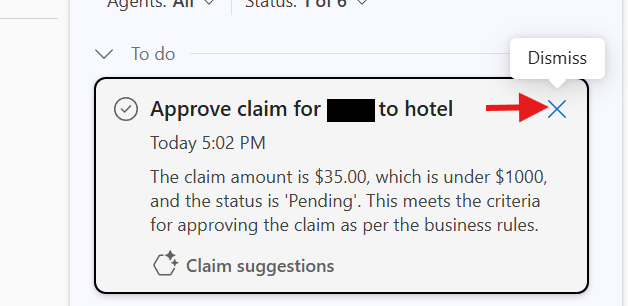 Agents: All Status: 1 of 6
To do
Dismiss
Approve claim for to hotel
Today 5:02 PM
The claim amount is $35.00, which is under $1000,
and the status is 'Pending'. This meets the criteria
for approving the claim as per the business rules.
Claim suggestions